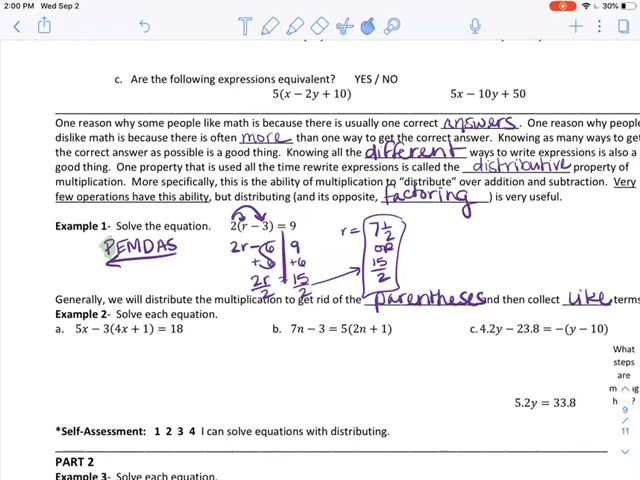 2:00 PM Wed Sep 2
30%
c. Are the following expressions equivalent? YES / NO
5(x − 2y + 10) 5x − 10y + 50
One reason why some people like math is because there is usually one correct answers. One reason why people
dislike math is because there is often more than one way to get the correct answer. Knowing as many ways to get
the correct answer as possible is a good thing. Knowing all the different ways to write expressions is also a
good thing. One property that is used all the time rewrite expressions is called the distributive property of
multiplication. More specifically, this is the ability of multiplication to "distribute" over addition and subtraction. Very
few operations have this ability, but distributing (and its opposite, factoring) is very useful.
Example 1- Solve the equation. 2(r − 3) = 9
PEMDAS
2r − 6 9
+6 +6
2r = 15
2 2
r = 7 1/2
or
15
2
Generally, we will distribute the multiplication to get rid of the parentheses and then collect like terms
Example 2- Solve each equation.
a. 5x − 3(4x + 1) = 18 b. 7n − 3 = 5(2n + 1) c. 4.2y − 23.8 = −(y − 10)
What
steps
are
5.2y = 33.8
*Self-Assessment: 1 2 3 4 I can solve equations with distributing.
9
/
11
PART 2
Example 3- Solve each equation.